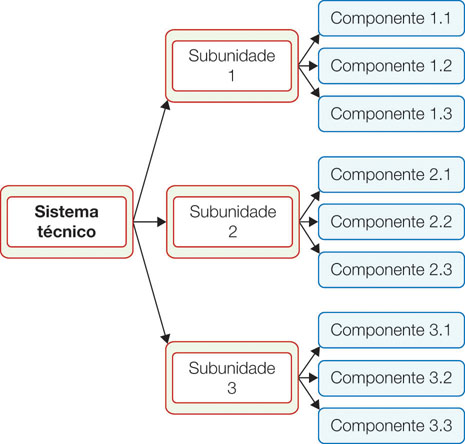 Sistema
técnico
Subunidade
1
Componente 1.1
Componente 1.2
Componente 1.3
Subunidade
2
Componente 2.1
Componente 2.2
Componente 2.3
Subunidade
3
Componente 3.1
Componente 3.2
Componente 3.3